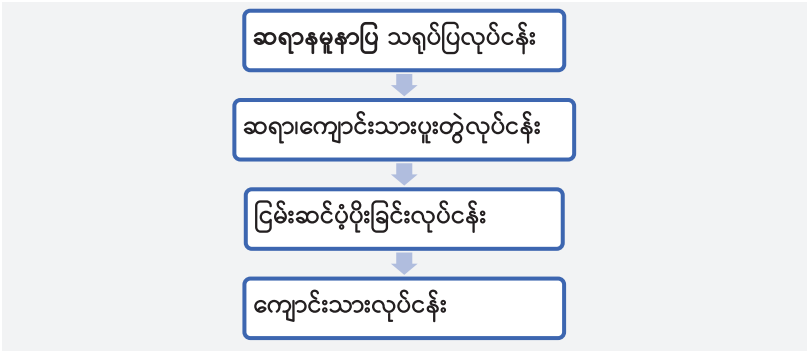 ဆရာနမူနာပြ သရုပ်ပြလုပ်ငန်း
ဆရာ၊ကျောင်းသားပူးတွဲလုပ်ငန်း
ငြမ်းဆင်ပံ့ပိုးခြင်းလုပ်ငန်း
ကျောင်းသားလုပ်ငန်း